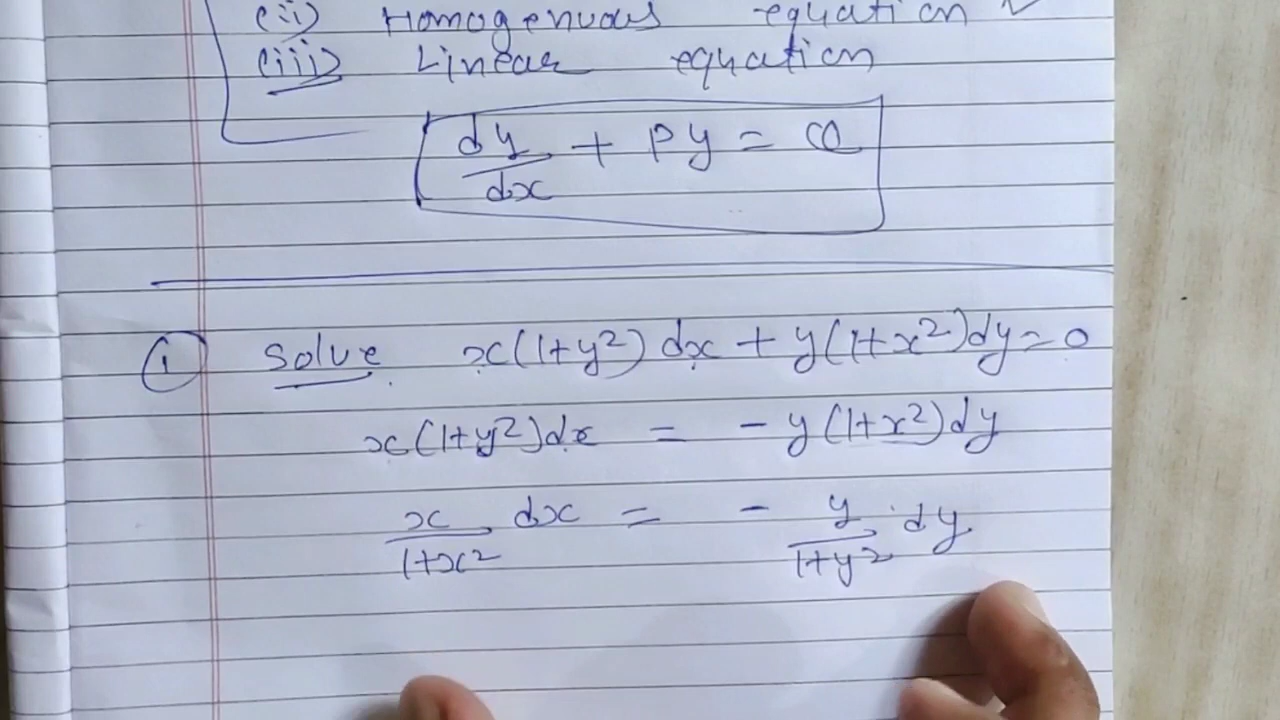 (ii) Homogenuous equation
(iii) Linear equation
dy/dx + Py = Q
① Solve x(1+y²)dx + y(1+x²)dy=0
x(1+y²)dx = -y(1+x²)dy
x/1+x² dx = - y/1+y² dy